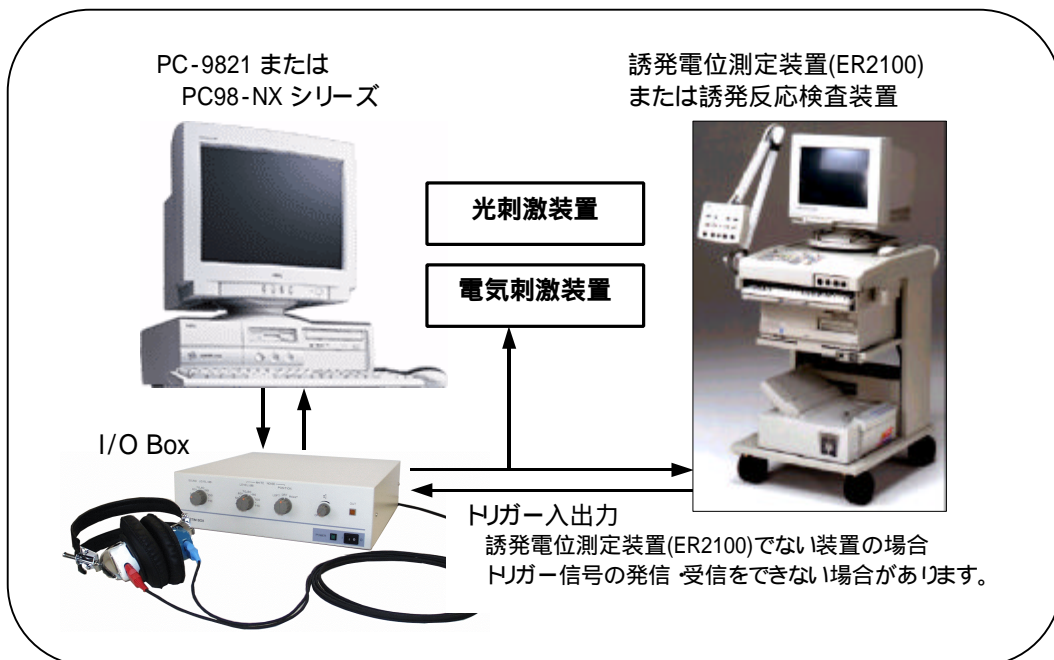 PC-9821 または
PC98-NX シリーズ
誘発電位測定装置(ER2100)
または誘発反応検査装置
光刺激装置
電気刺激装置
I/O Box
トリガー入出力
誘発電位測定装置(ER2100)でない装置の場合
トリガー信号の発信・受信をできない場合があります。